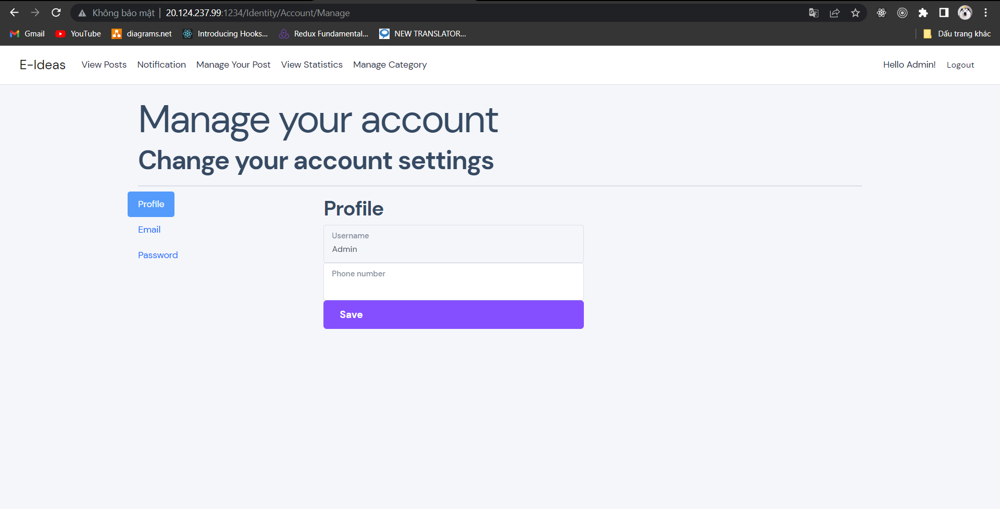 Không bảo mật 20.124.237.99:1234/Identity/Account/Manage
Gmail YouTube diagrams.net Introducing Hooks... Redux Fundamental... NEW TRANSLATOR... Dấu trang khác
E-Ideas View Posts Notification Manage Your Post View Statistics Manage Category Hello Admin! Logout
Manage your account
Change your account settings
Profile
Email
Password
Profile
Username
Admin
Phone number
Save